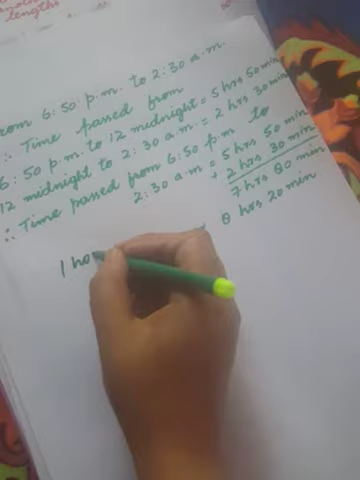 lengths
from 6:50 p.m. to 2:30 a.m.
∴ Time passed from
6:50 p.m. to 12 midnight = 5 hrs 50 min
12 midnight to 2:30 a.m. = 2 hrs 30 min
∴ Time passed from 6:50 p.m to
2:30 a.m = 5 hrs 50 min
+ 2 hrs 30 min
7 hrs 80 min
8 hrs 20 min
1 ho